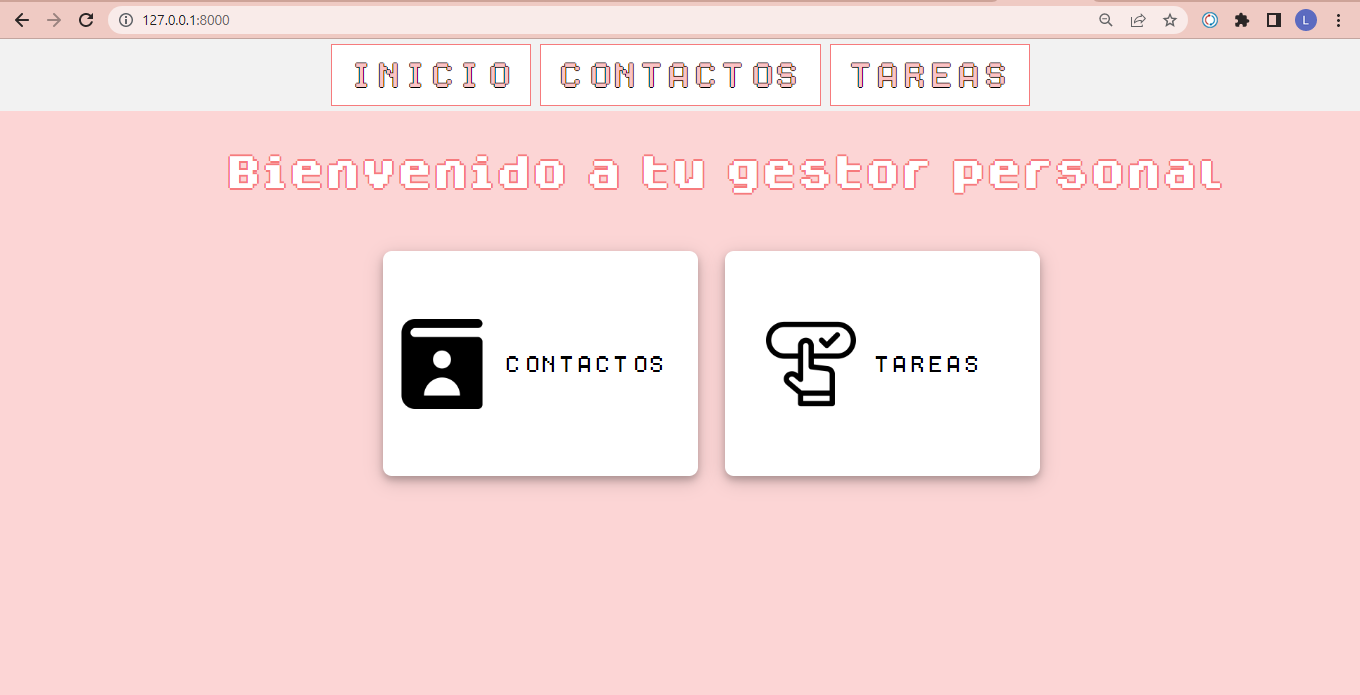 127.0.0.1:8000
L
INICIO CONTACTOS TAREAS
Bienvenido a tu gestor personal
CONTACTOS TAREAS